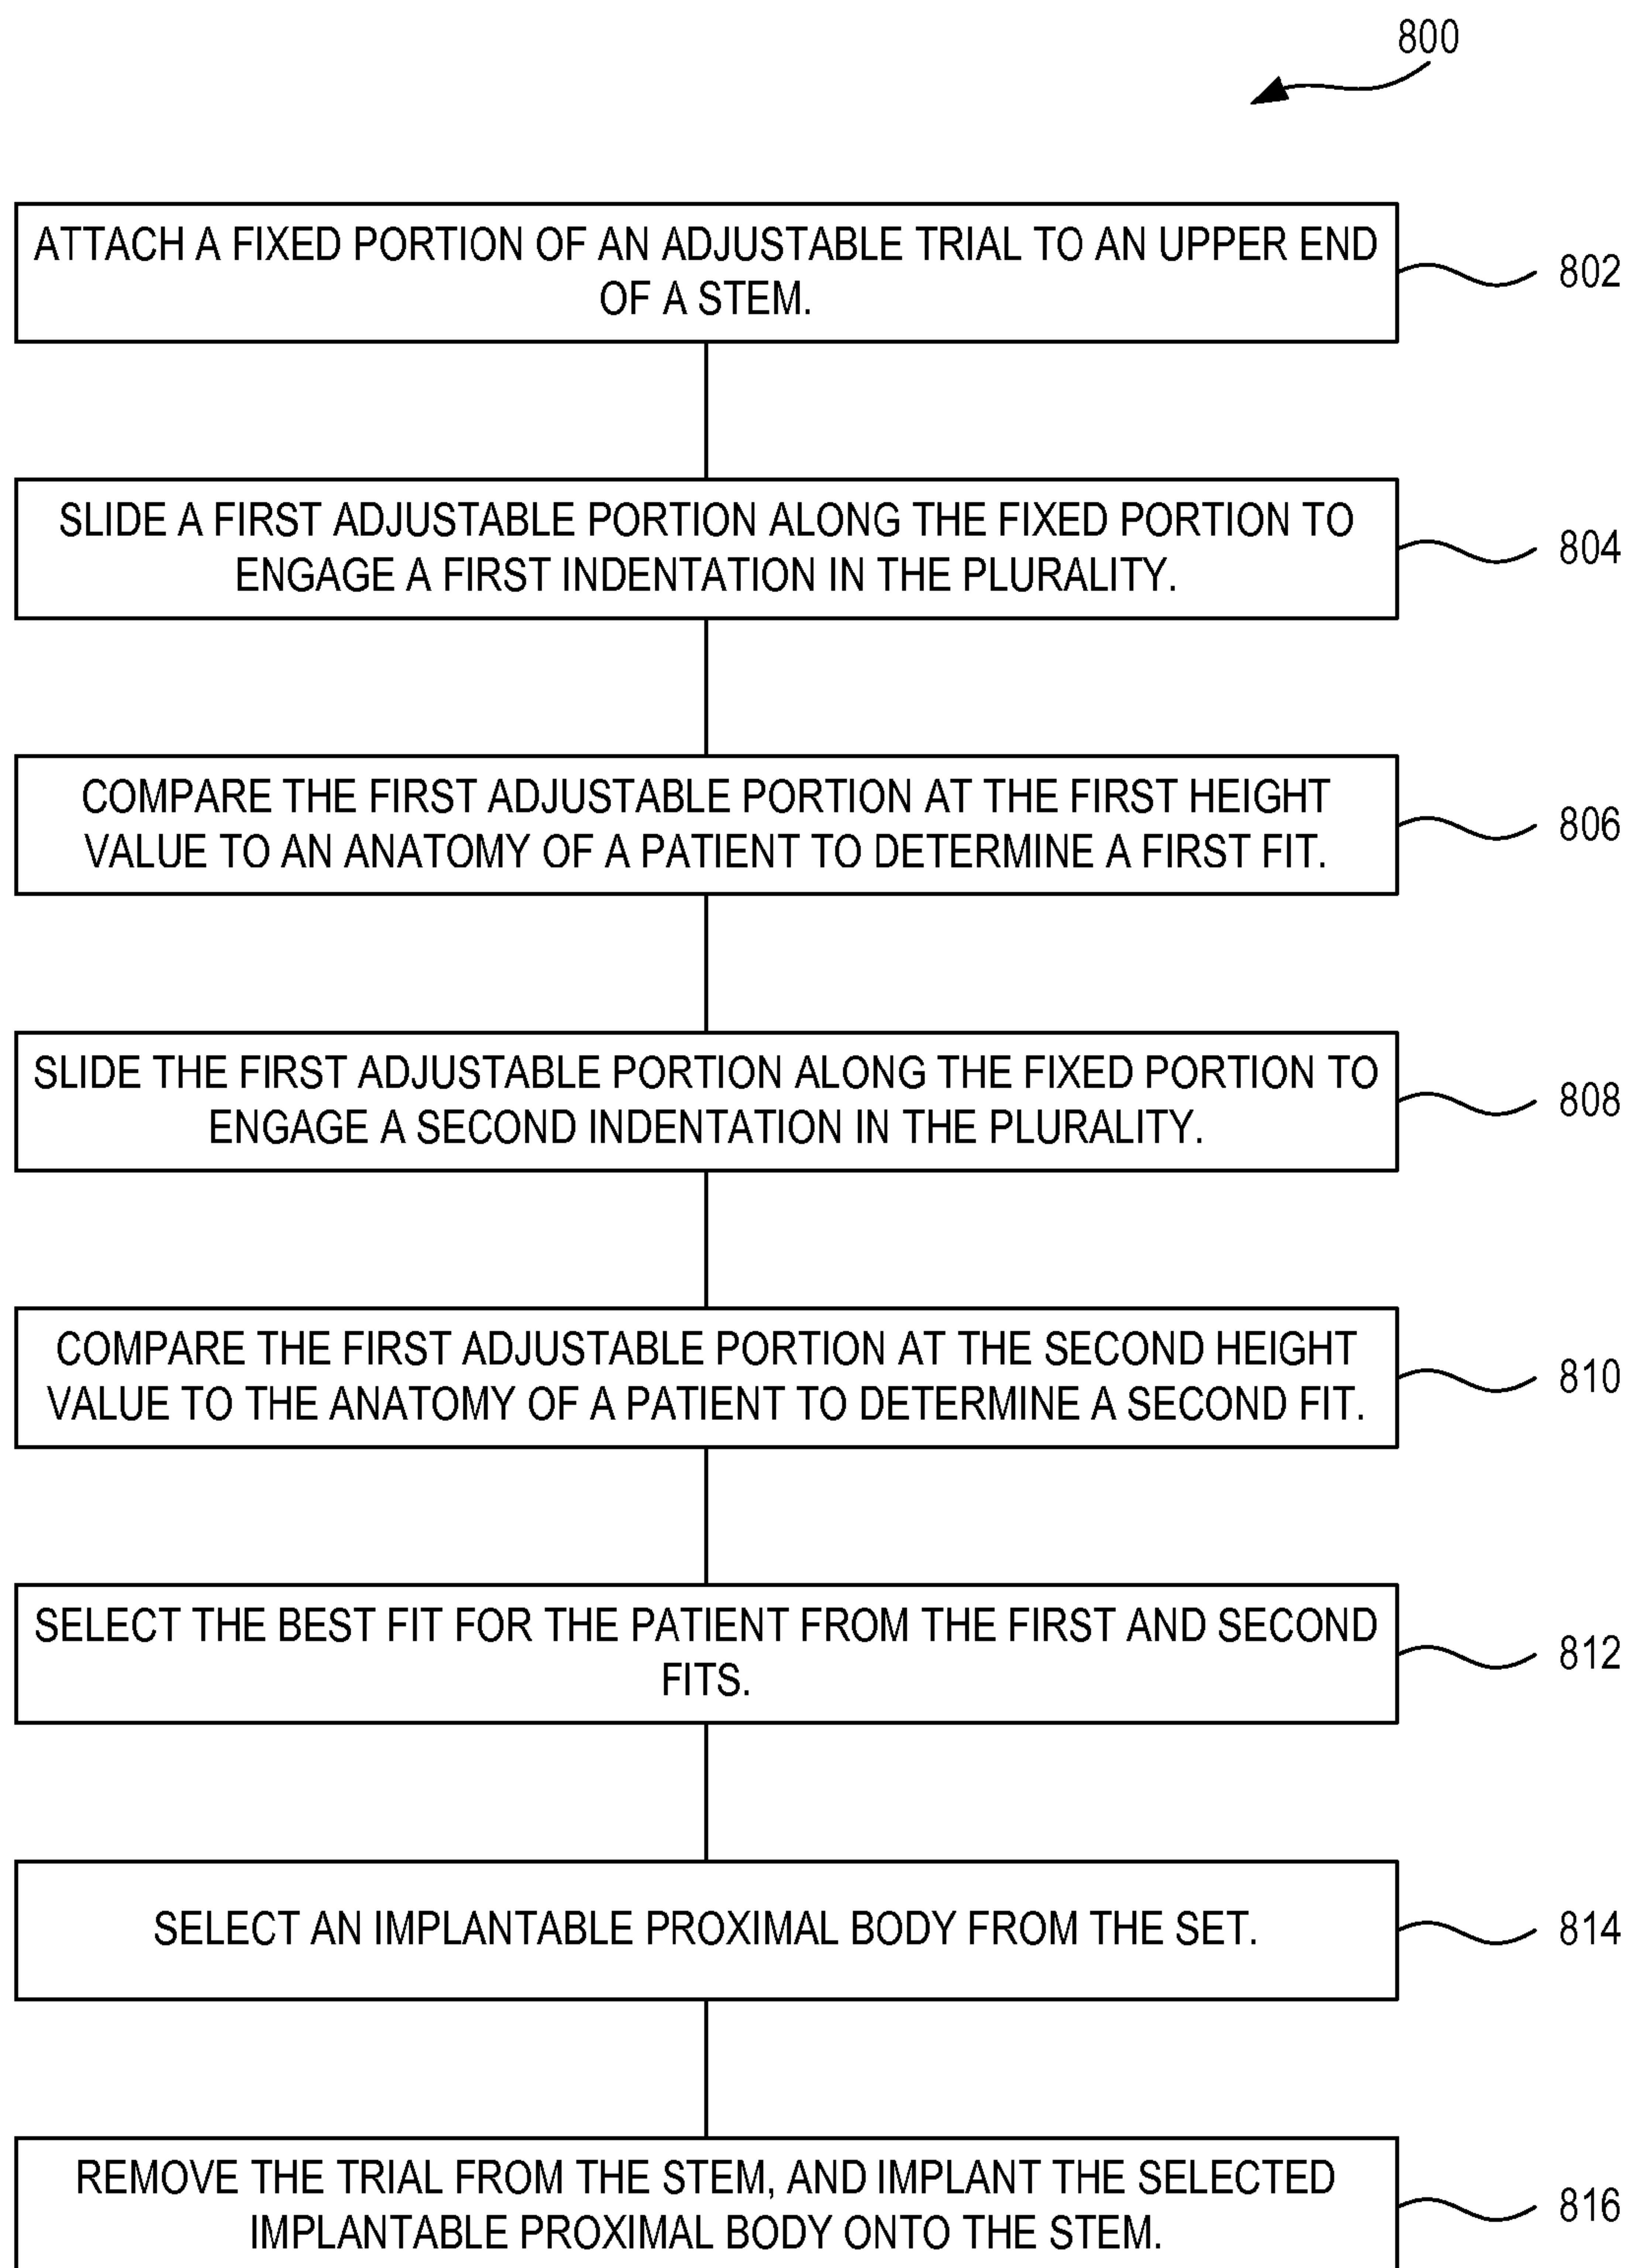 800
ATTACH A FIXED PORTION OF AN ADJUSTABLE TRIAL TO AN UPPER END
OF A STEM.
802
SLIDE A FIRST ADJUSTABLE PORTION ALONG THE FIXED PORTION TO
ENGAGE A FIRST INDENTATION IN THE PLURALITY.
804
COMPARE THE FIRST ADJUSTABLE PORTION AT THE FIRST HEIGHT
VALUE TO AN ANATOMY OF A PATIENT TO DETERMINE A FIRST FIT.
806
SLIDE THE FIRST ADJUSTABLE PORTION ALONG THE FIXED PORTION TO
ENGAGE A SECOND INDENTATION IN THE PLURALITY.
808
COMPARE THE FIRST ADJUSTABLE PORTION AT THE SECOND HEIGHT
VALUE TO THE ANATOMY OF A PATIENT TO DETERMINE A SECOND FIT.
810
SELECT THE BEST FIT FOR THE PATIENT FROM THE FIRST AND SECOND
FITS.
812
SELECT AN IMPLANTABLE PROXIMAL BODY FROM THE SET.
814
REMOVE THE TRIAL FROM THE STEM, AND IMPLANT THE SELECTED
IMPLANTABLE PROXIMAL BODY ONTO THE STEM.
816